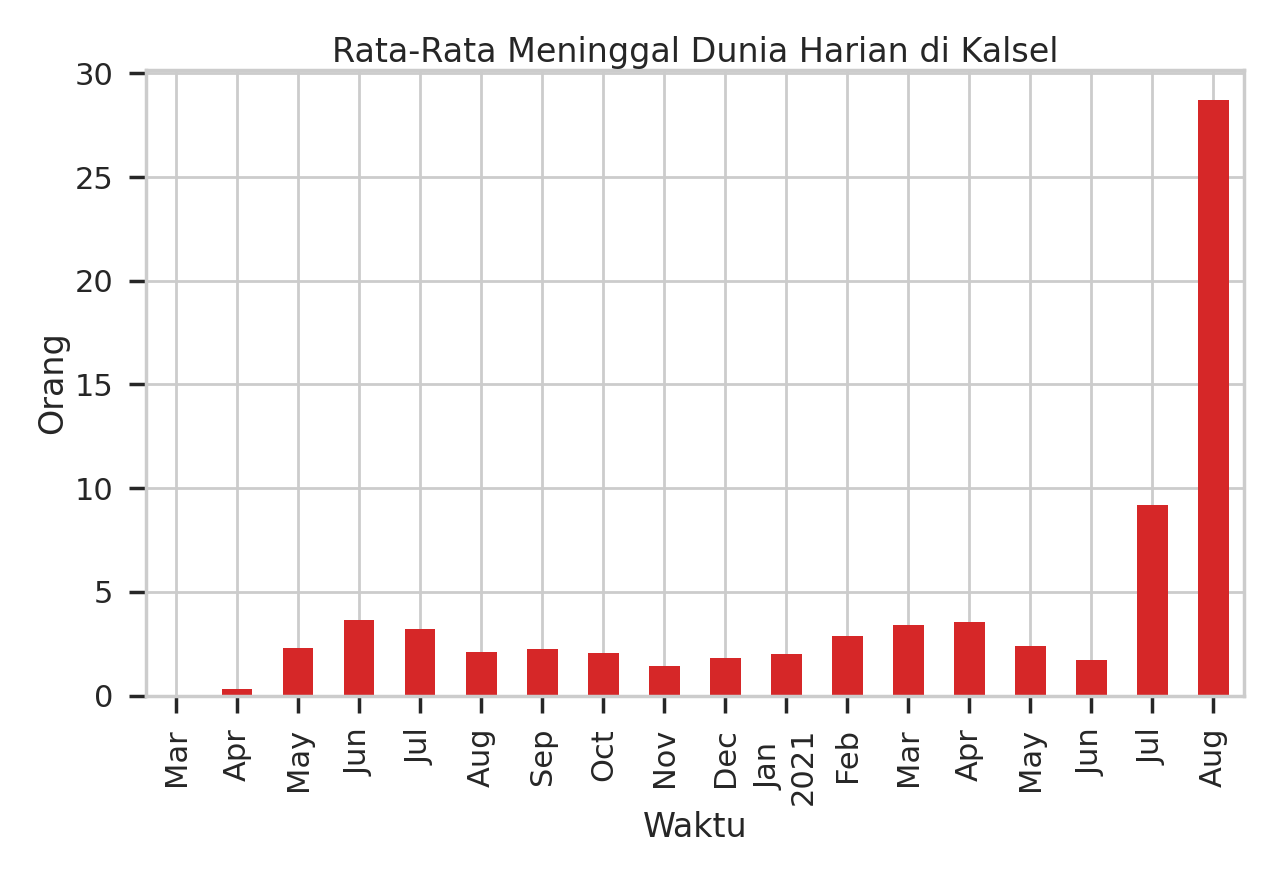 Rata-Rata Meninggal Dunia Harian di Kalsel
30
25
20
15
10
5
0
Orang
Mar
Apr
May
Jun
Jul
Aug
Sep
Oct
Nov
Dec
Jan
2021
Feb
Mar
Apr
May
Jun
Jul
Aug
Waktu